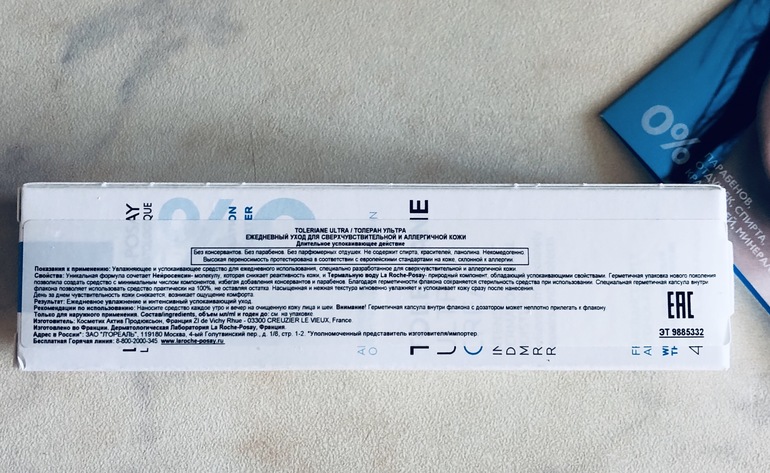 TOLERIANE ULTRA / ТОЛЕРАН УЛЬТРА
ЕЖЕДНЕВНЫЙ УХОД ДЛЯ СВЕРХЧУВСТВИТЕЛЬНОЙ И АЛЛЕРГИЧНОЙ КОЖИ
Длительное успокаивающее действие
Без консервантов. Без парабенов. Без парфюмерных отдушек. Не содержит спирта, красителей, ланолина. Некомедогенно.
Высокая переносимость протестирована в соответствии с европейскими стандартами на коже, склонной к аллергии.
Показания к применению: Увлажняющее и успокаивающее средство для ежедневного использования, специально разработанное для сверхчувствительной и аллергичной кожи.
Свойства: Уникальная формула сочетает Нейросенсин- молекулу, которая снижает реактивность кожи, и Термальную воду La Roche-Posay- природный компонент, обладающий успокаивающими свойствами. Герметичная упаковка нового поколения
позволила создать средство с минимальным числом компонентов, избегая добавления консервантов и парабенов. Благодаря герметичности флакона сохраняется стерильность средства при использовании. Специальная герметичная капсула внутри
флакона позволяет использовать средство практически на 100%, не оставляя остатка. Насыщенная и нежная текстура мгновенно увлажняет и успокаивает кожу сразу после нанесения.
День за днем чувствительность кожи снижается, возрастает ощущение комфорта.
Результат: Ежедневное увлажнение и интенсивный успокаивающий уход.
Рекомендации по использованию: Наносите средство каждое утро и вечер на очищенную кожу лица и шеи. Внимание! Герметичная капсула внутри флакона с дозатором может неплотно прилегать к флакону
Только для наружного применения. Состав/ingredients, объем мл/ml и годен до: см. на упаковке
Изготовитель: Косметик Актив Продюксьон, Франция ZI de Vichy Rhue - 03300 CREUZIER LE VIEUX, France.
Изготовлено во Франции. Дерматологическая Лаборатория La Roche-Posay, Франция.
Адрес в России*: ЗАО "Л'ОРЕАЛЬ", 119180 Москва, 4-ый Голутвинский пер., д. 1/8, стр. 1-2. *Уполномоченный представитель изготовителя/импортер.
Бесплатная Горячая линия: 8-800-2000-345 www.laroche-posay.ru
EAC
ЭТ 9885332
0%
ПАРАБЕНОВ,
СПИРТА,